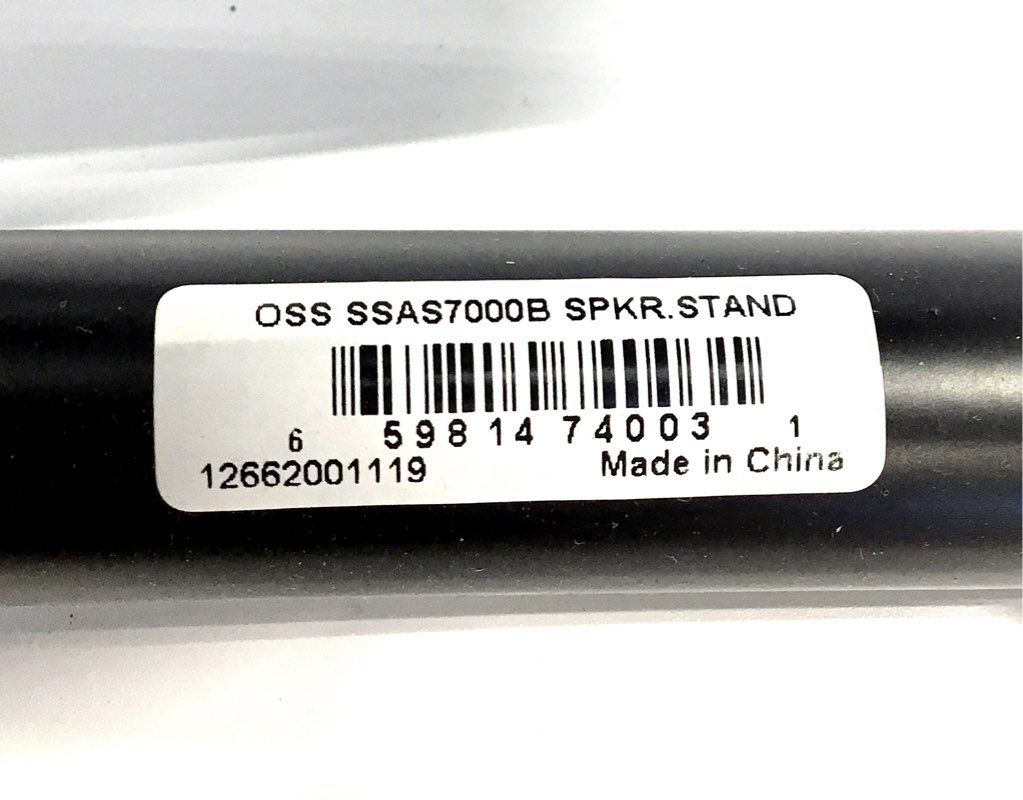 OSS SSAS7000B SPKR.STAND
6 59814 74003 1
12662001119 Made in China